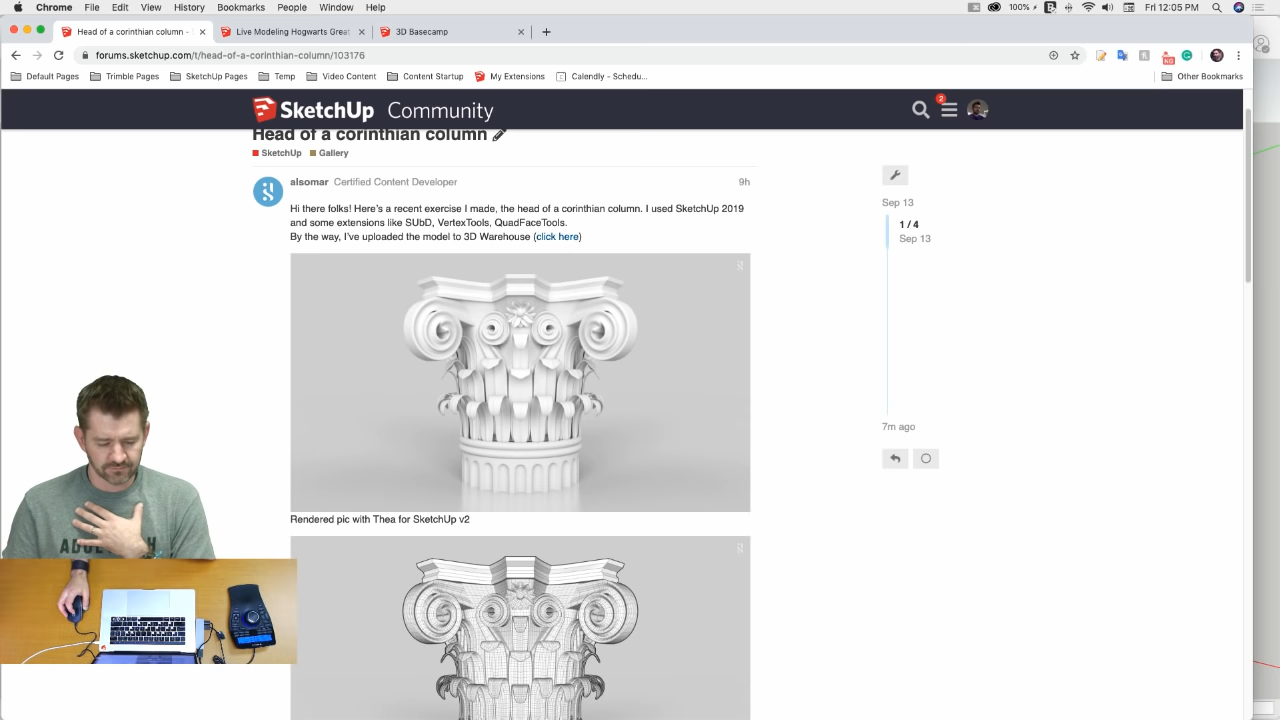 Chrome File Edit View History Bookmarks People Window Help 100% Fri 12:05 PM
Head of a corinthian column - Live Modeling Hogwarts Great 3D Basecamp
forums.sketchup.com/t/head-of-a-corinthian-column/103176
Default Pages Trimble Pages SketchUp Pages Temp Video Content Content Startup My Extensions Calendly - Schedu... Other Bookmarks
SketchUp Community 2
Head of a corinthian column
SketchUp Gallery
alsomar Certified Content Developer 9h
Hi there folks! Here's a recent exercise I made, the head of a corinthian column. I used SketchUp 2019
and some extensions like SUbD, VertexTools, QuadFaceTools.
By the way, I've uploaded the model to 3D Warehouse (click here)
Sep 13
1 / 4
Sep 13
7m ago
Rendered pic with Thea for SketchUp v2